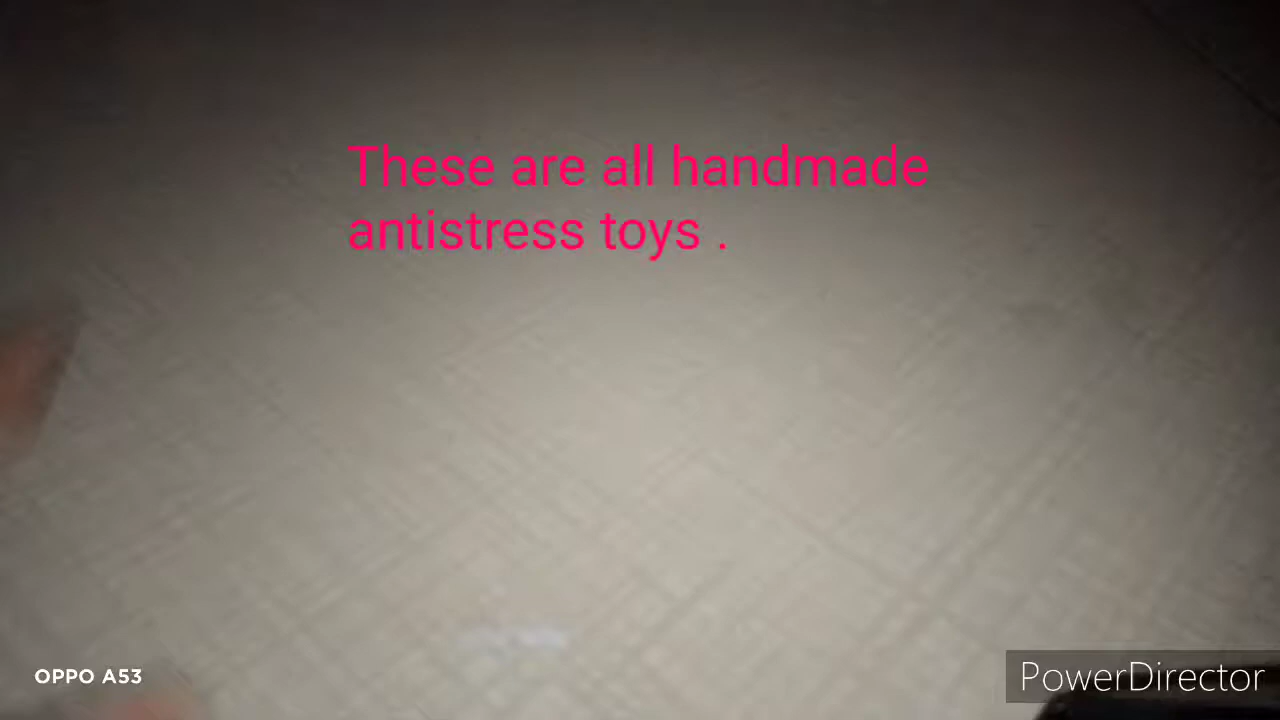 These are all handmade
antistress toys .
OPPO A53
PowerDirector